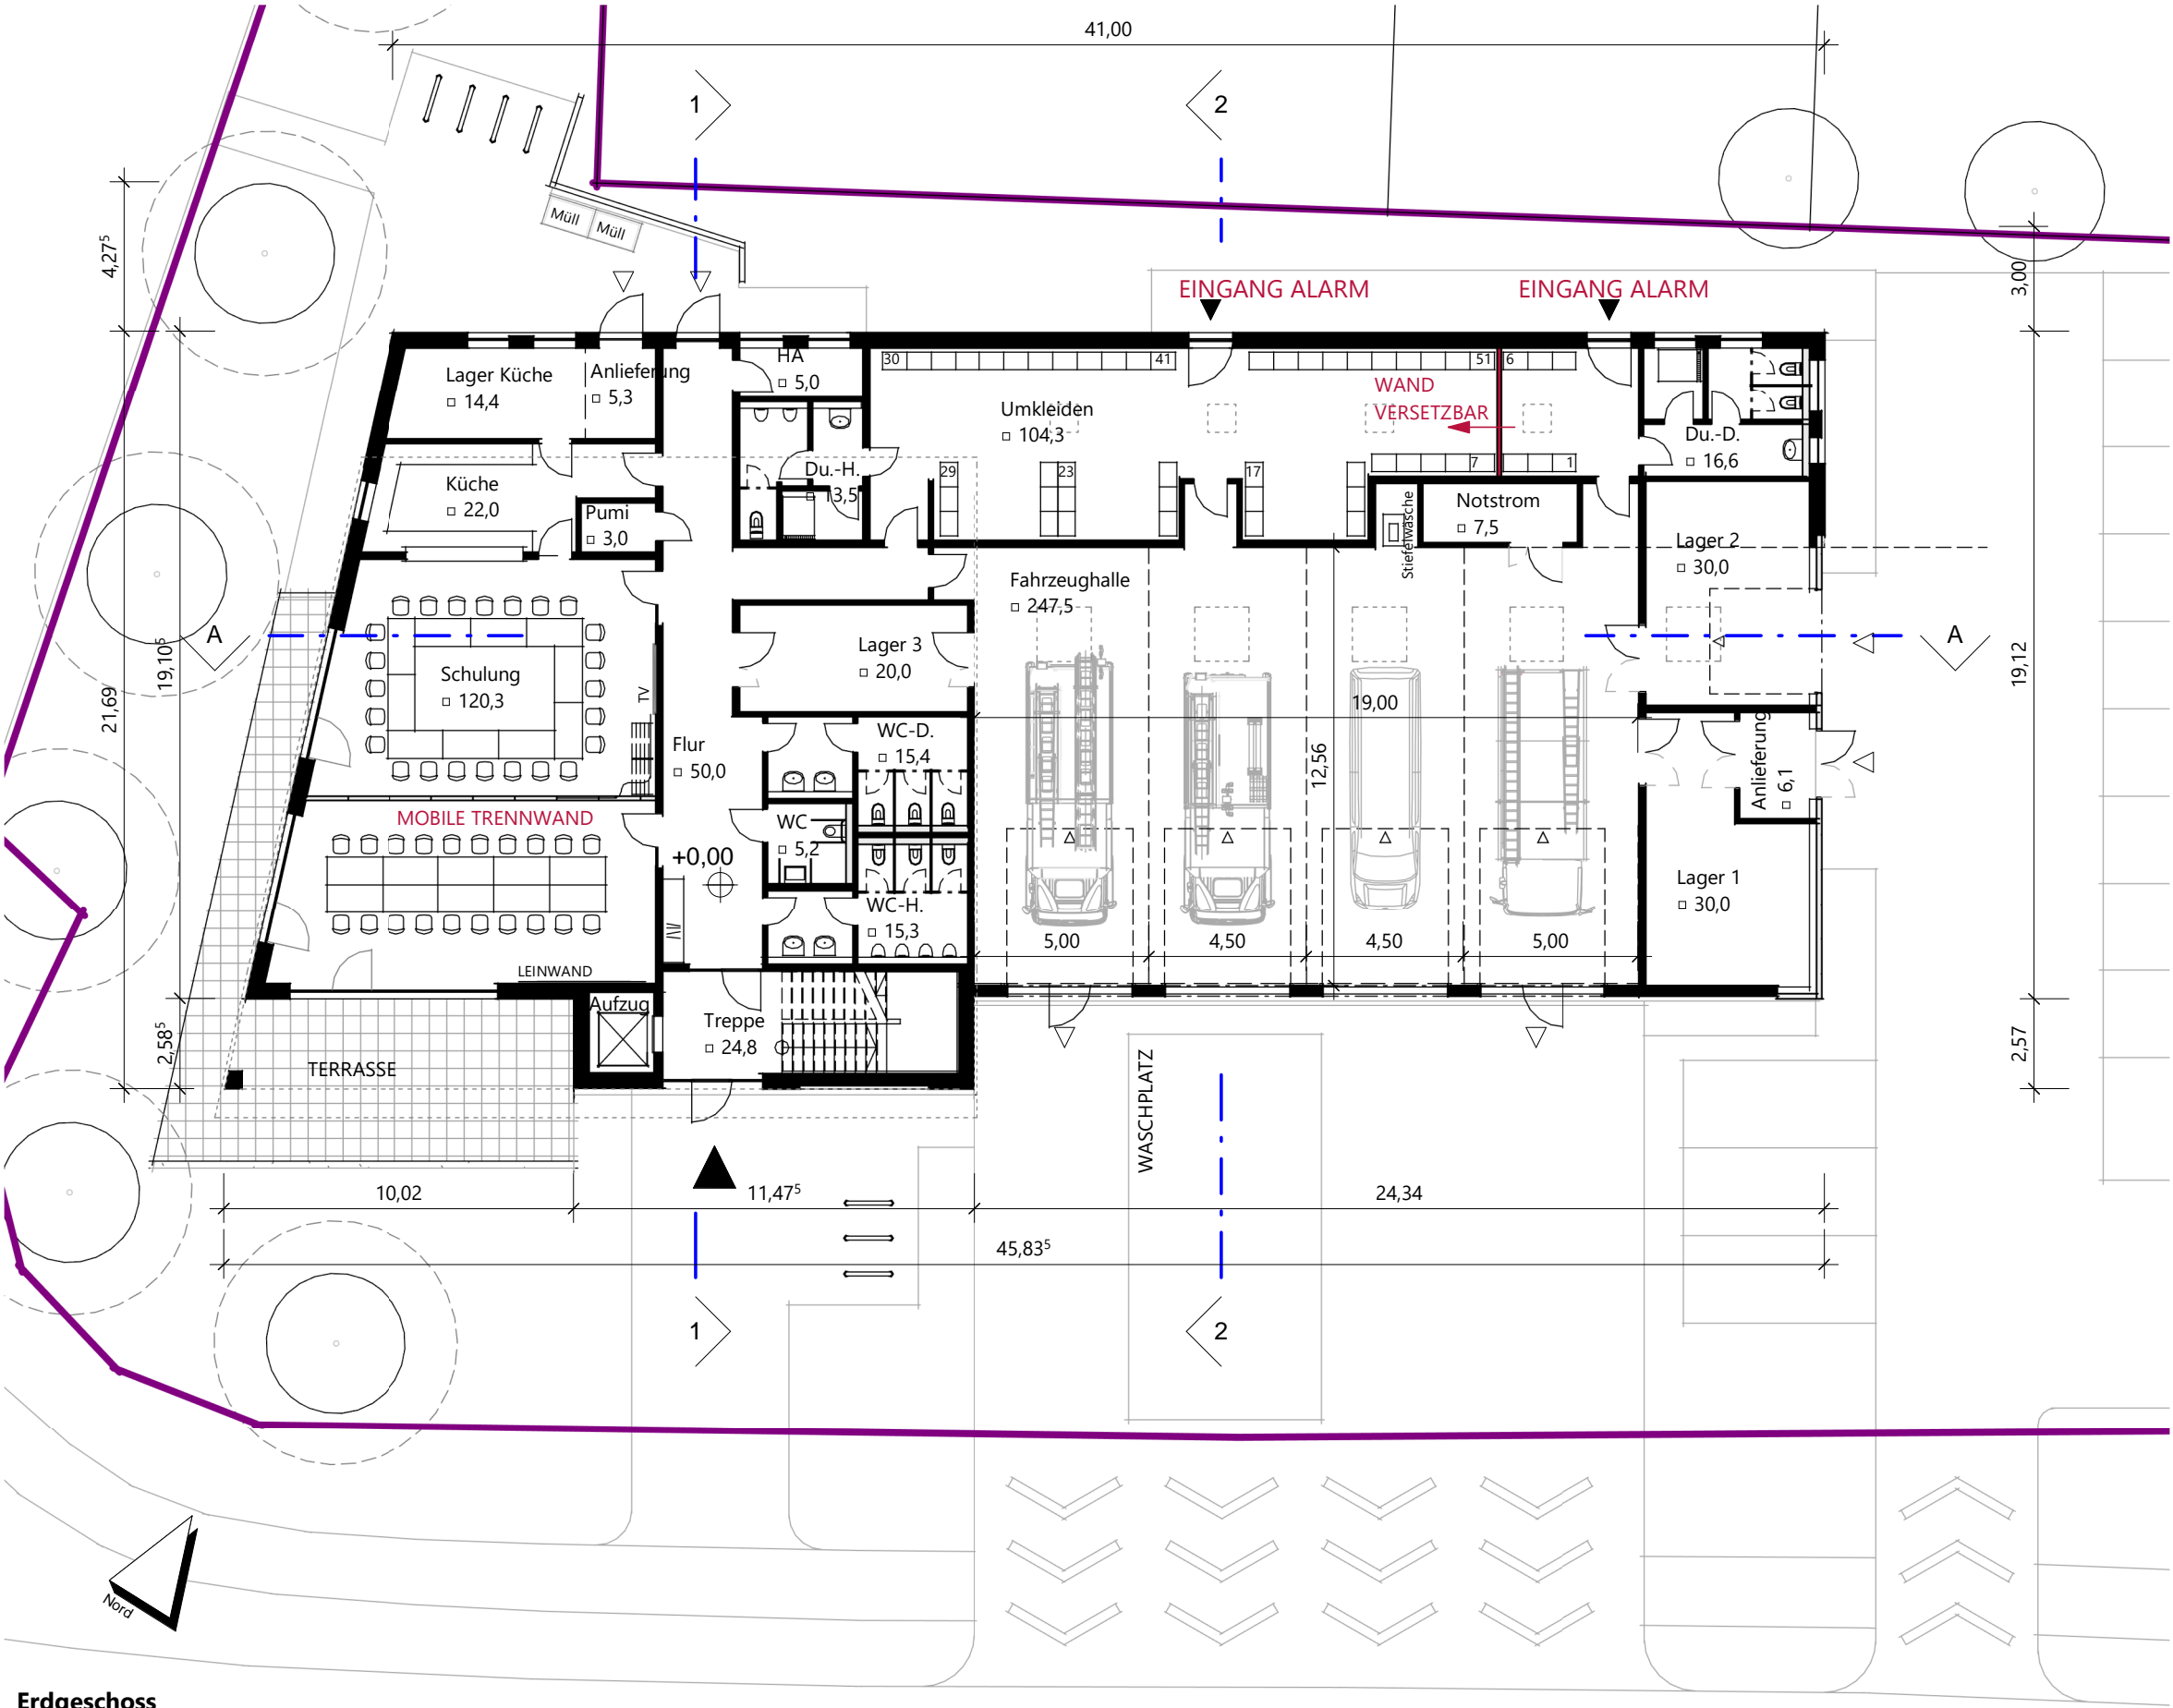 41,00
1
2
Müll
Müll
4,27⁵
3,00
EINGANG ALARM
EINGANG ALARM
30
41
51
6
HA
5,0
Lager Küche
14,4
Anlieferung
5,3
WAND
VERSETZBAR
Umkleiden
104,3
Du.-D.
16,6
Du.-H.
13,5
29
23
17
7
1
Küche
22,0
Pumi
3,0
Stiefelwäsche
Notstrom
7,5
Lager 2
30,0
Fahrzeughalle
247,5
A
A
19,10⁵
21,69
19,12
Schulung
120,3
TV
Lager 3
20,0
19,00
12,56
Flur
50,0
WC-D.
15,4
Anlieferung
6,1
MOBILE TRENNWAND
WC
5,2
+0,00
Lager 1
30,0
WC-H.
15,3
5,00
4,50
4,50
5,00
LEINWAND
Aufzug
Treppe
24,8
2,58⁵
2,57
TERRASSE
WASCHPLATZ
10,02
11,47⁵
24,34
45,83⁵
1
2
Nord
Erdgeschoss